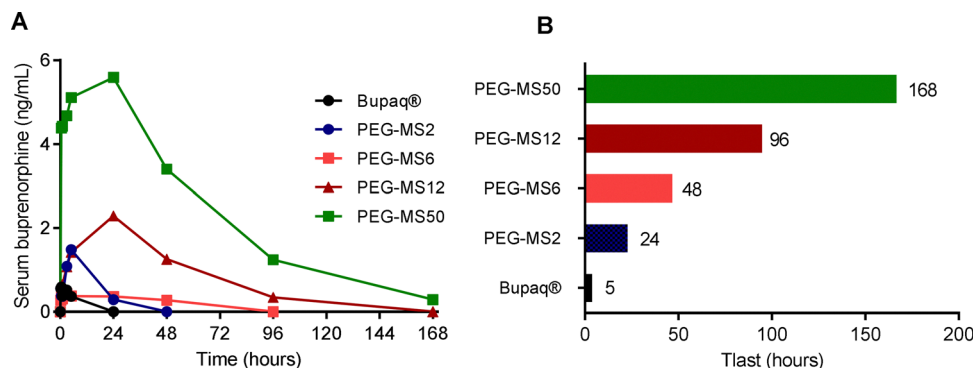 A
Serum buprenorphine (ng/mL)
6
4
2
0
0 24 48 72 96 120 144 168
Time (hours)
Bupaq®
PEG-MS2
PEG-MS6
PEG-MS12
PEG-MS50
B
PEG-MS50 168
PEG-MS12 96
PEG-MS6 48
PEG-MS2 24
Bupaq® 5
0 50 100 150 200
Tlast (hours)